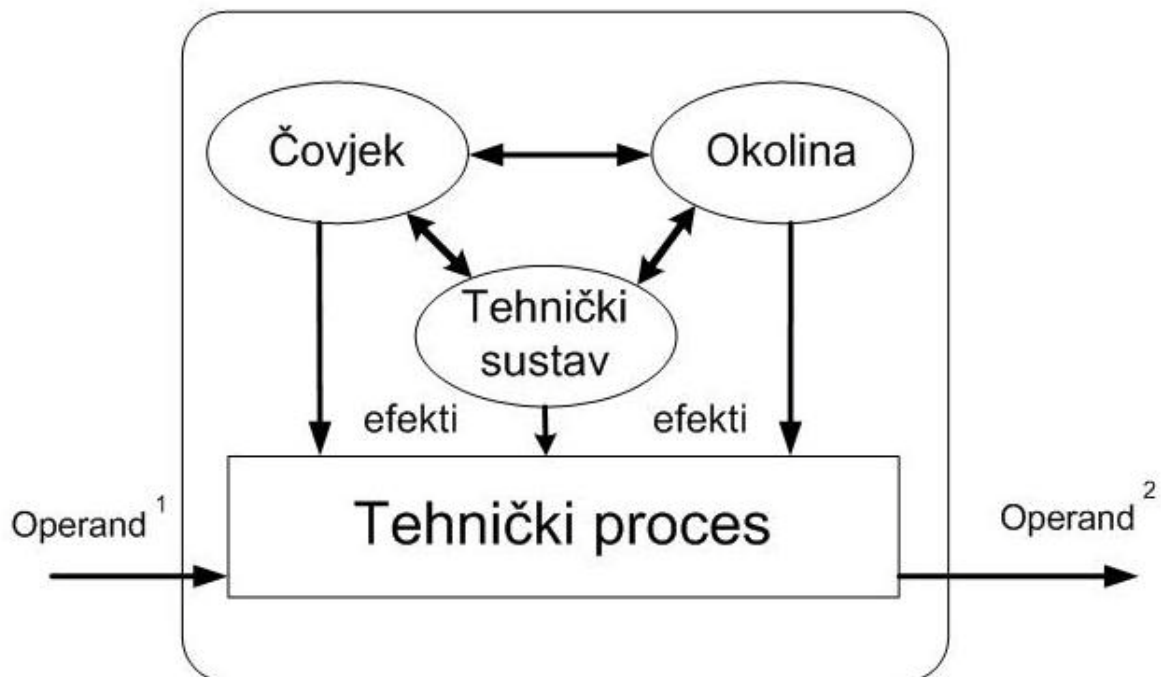 Čovjek
Okolina
Tehnički
sustav
efekti
efekti
Operand 1
Tehnički proces
Operand 2